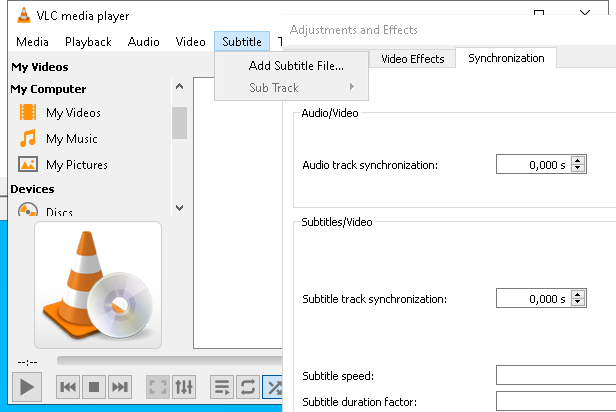 VLC media player
Media Playback Audio Video Subtitle
Adjustments and Effects
Add Subtitle File...
Sub Track
Video Effects Synchronization
My Videos
My Computer
My Videos
My Music
My Pictures
Devices
Discs
--:--
Audio/Video
Audio track synchronization: 0,000 s
Subtitles/Video
Subtitle track synchronization: 0,000 s
Subtitle speed:
Subtitle duration factor: